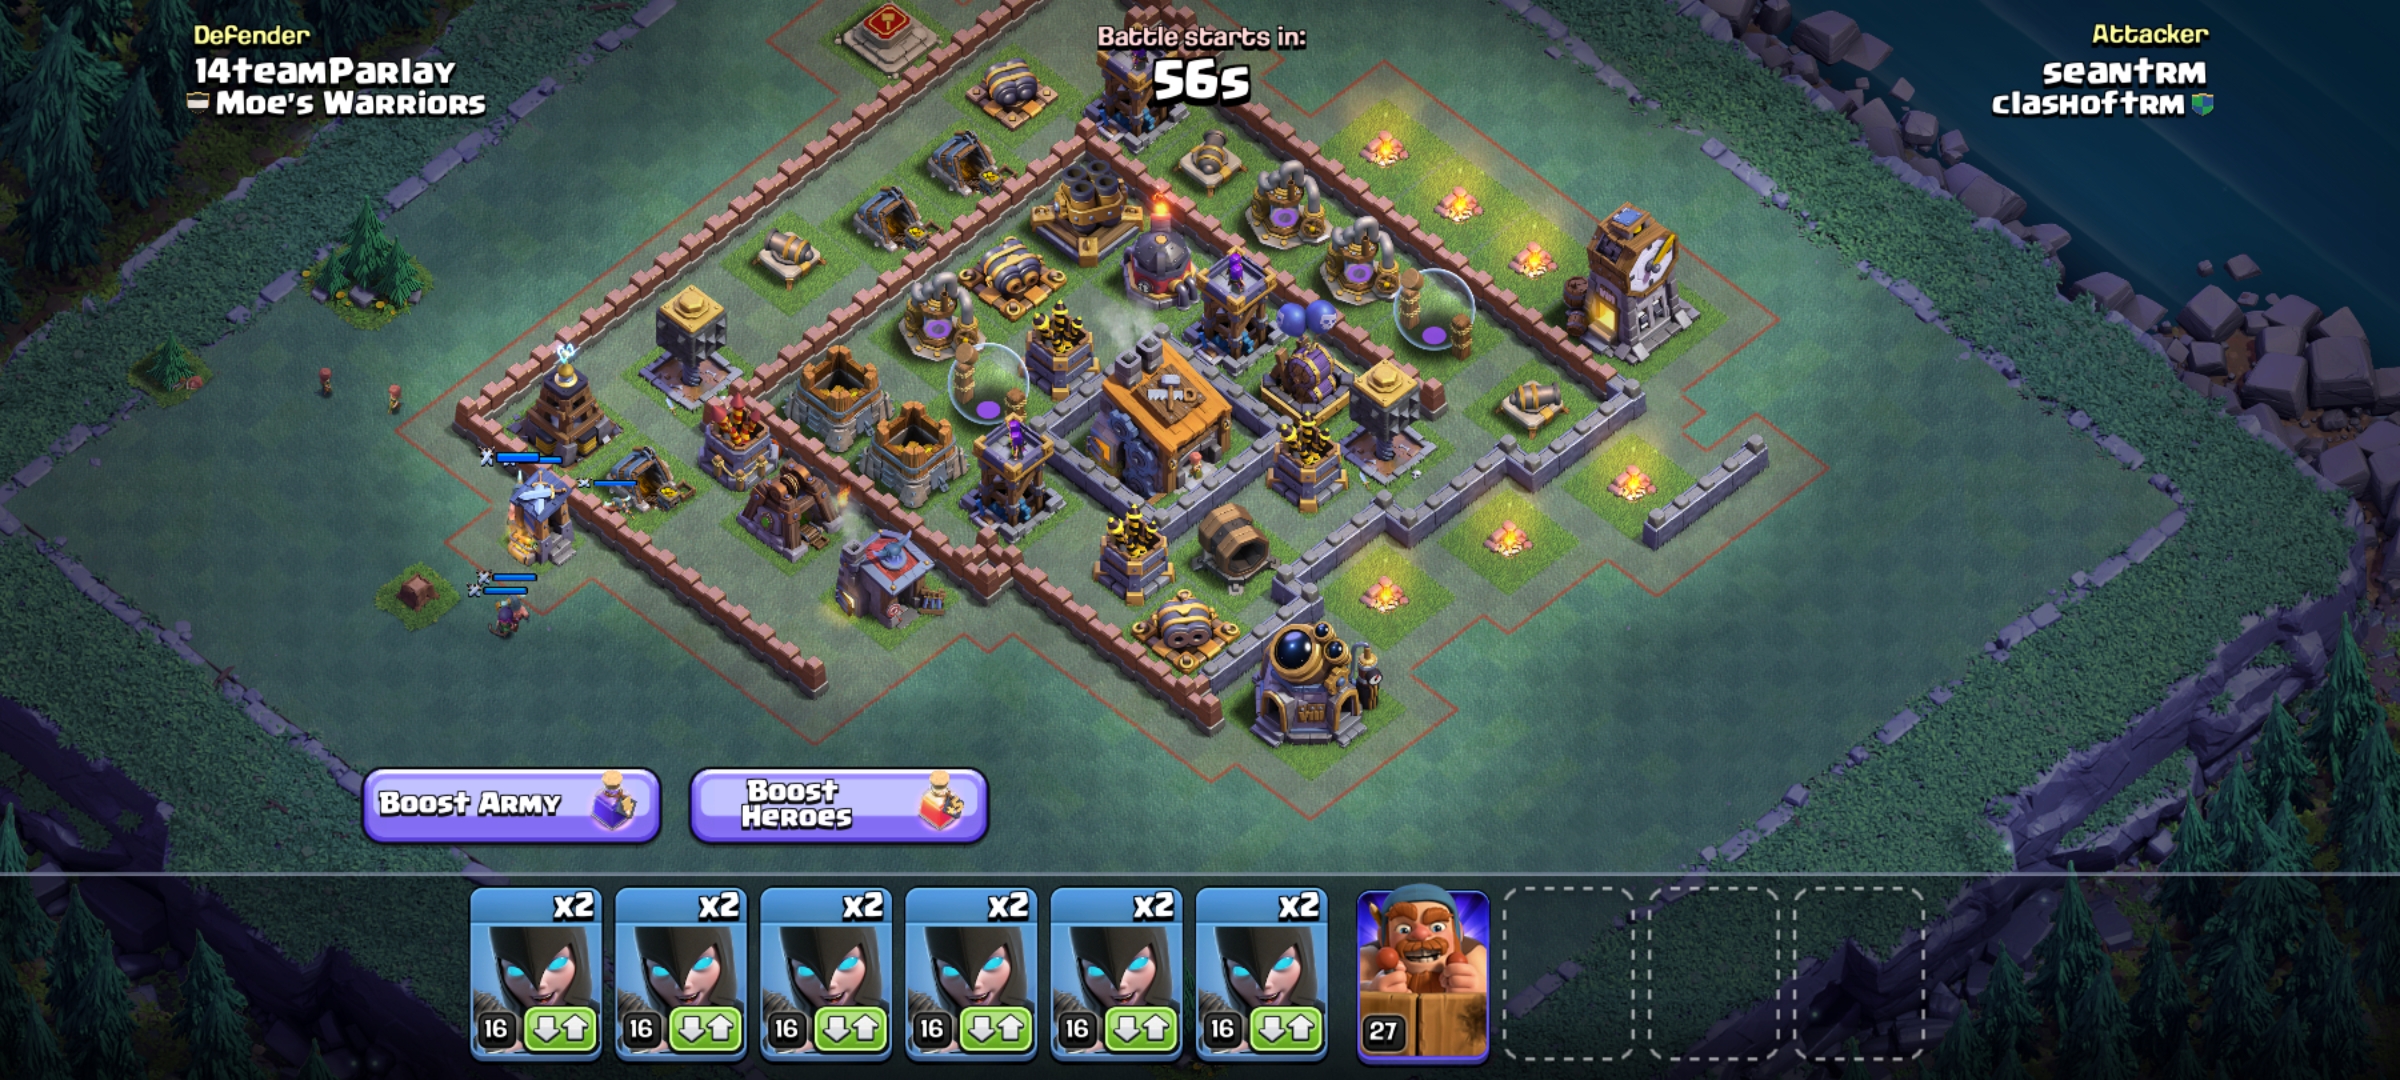 Defender
14teamParlay
Moe's Warriors
Battle starts in:
56s
Attacker
seantRM
clashoftRM
Boost Army
Boost
Heroes
x2
x2
x2
x2
x2
x2
16
16
16
16
16
16
27